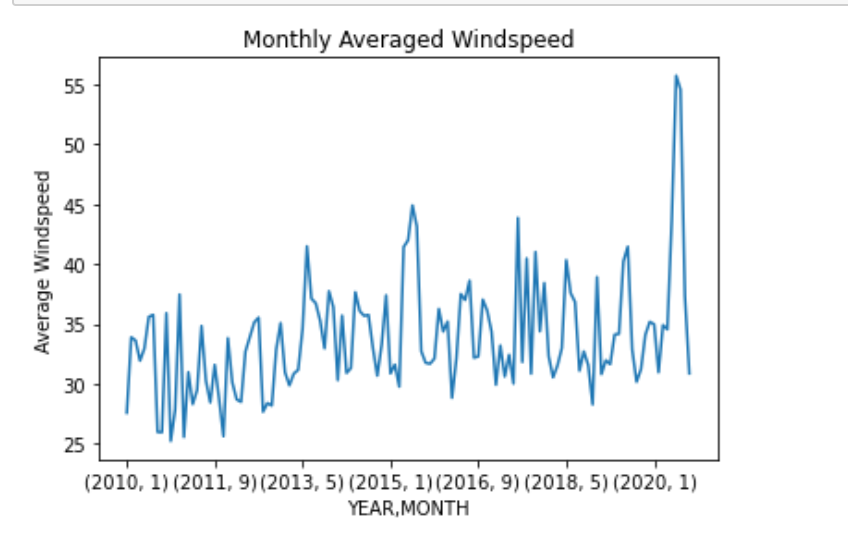 Monthly Averaged Windspeed
55
50
45
40
35
30
25
Average Windspeed
(2010, 1) (2011, 9) (2013, 5) (2015, 1) (2016, 9) (2018, 5) (2020, 1)
YEAR,MONTH